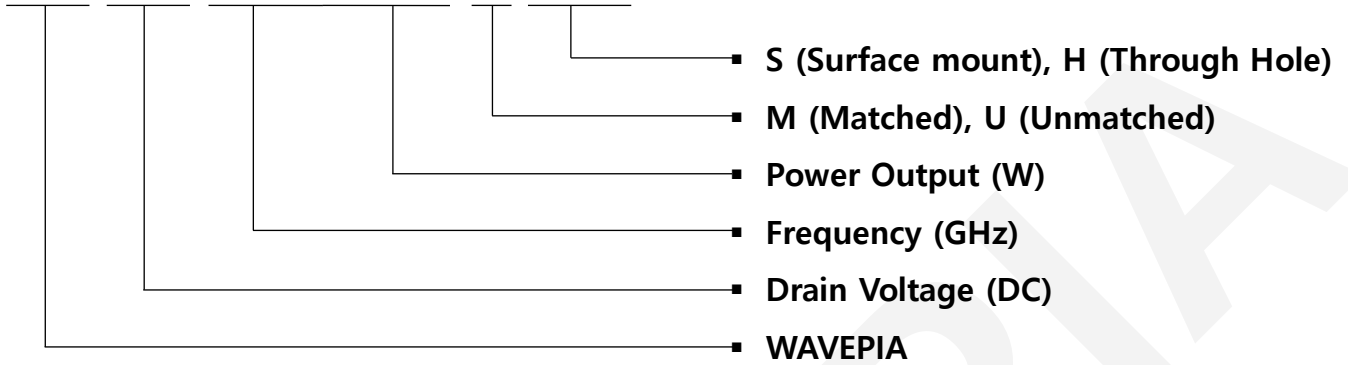 S (Surface mount), H (Through Hole)
M (Matched), U (Unmatched)
Power Output (W)
Frequency (GHz)
Drain Voltage (DC)
WAVEPIA